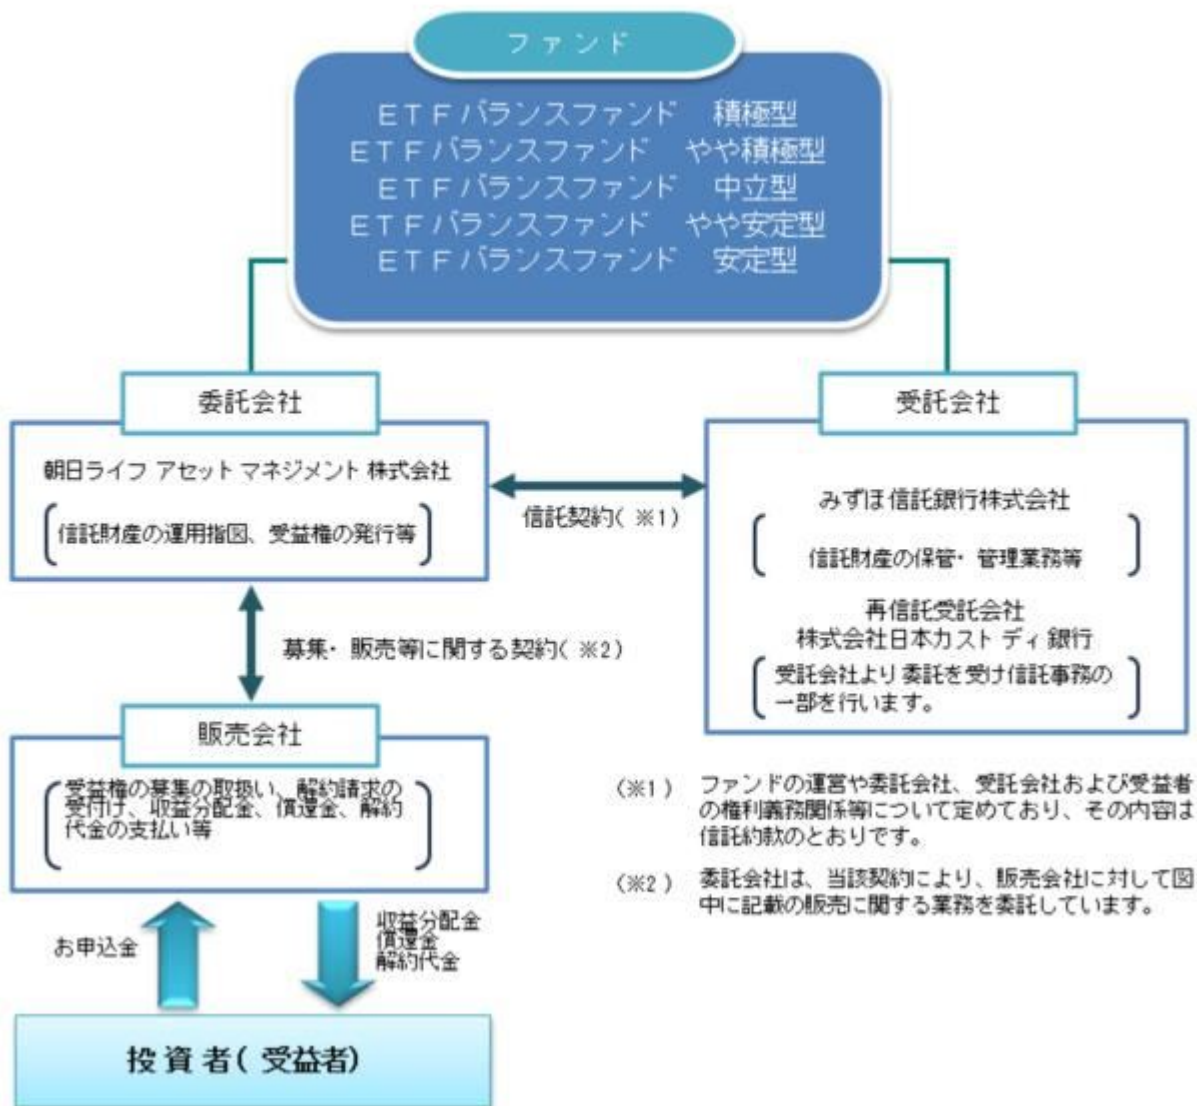 ファンド
ETFバランスファンド 積極型
ETFバランスファンド やや積極型
ETFバランスファンド 中立型
ETFバランスファンド やや安定型
ETFバランスファンド 安定型
委託会社
朝日ライフ アセット マネジメント 株式会社
信託財産の運用指図、受益権の発行等
信託契約(※1)
受託会社
みずほ信託銀行株式会社
信託財産の保管・管理業務等
再信託受託会社
株式会社日本カストディ銀行
受託会社より委託を受け信託事務の
一部を行います。
募集・販売等に関する契約(※2)
販売会社
受益権の募集の取扱い、解約請求の
受付け、収益分配金、償還金、解約
代金の支払い等
(※1) ファンドの運営や委託会社、受託会社および受益者
の権利義務関係等について定めており、その内容は
信託約款のとおりです。
(※2) 委託会社は、当該契約により、販売会社に対して図
中に記載の販売に関する業務を委託しています。
お申込金
収益分配金
償還金
解約代金
投資者(受益者)